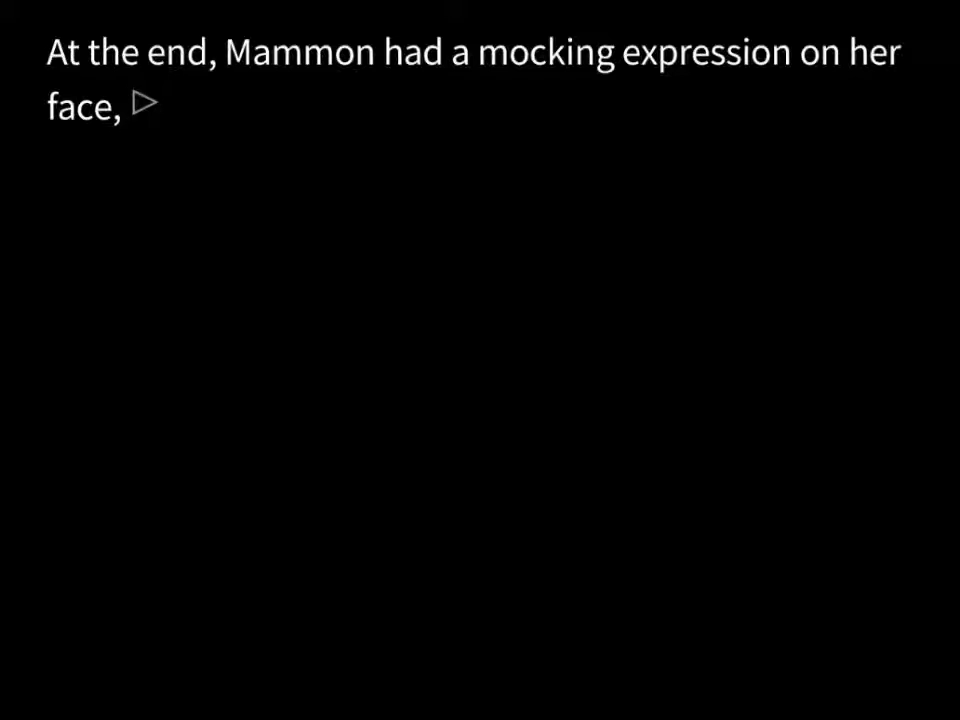 At the end, Mammon had a mocking expression on her
face,